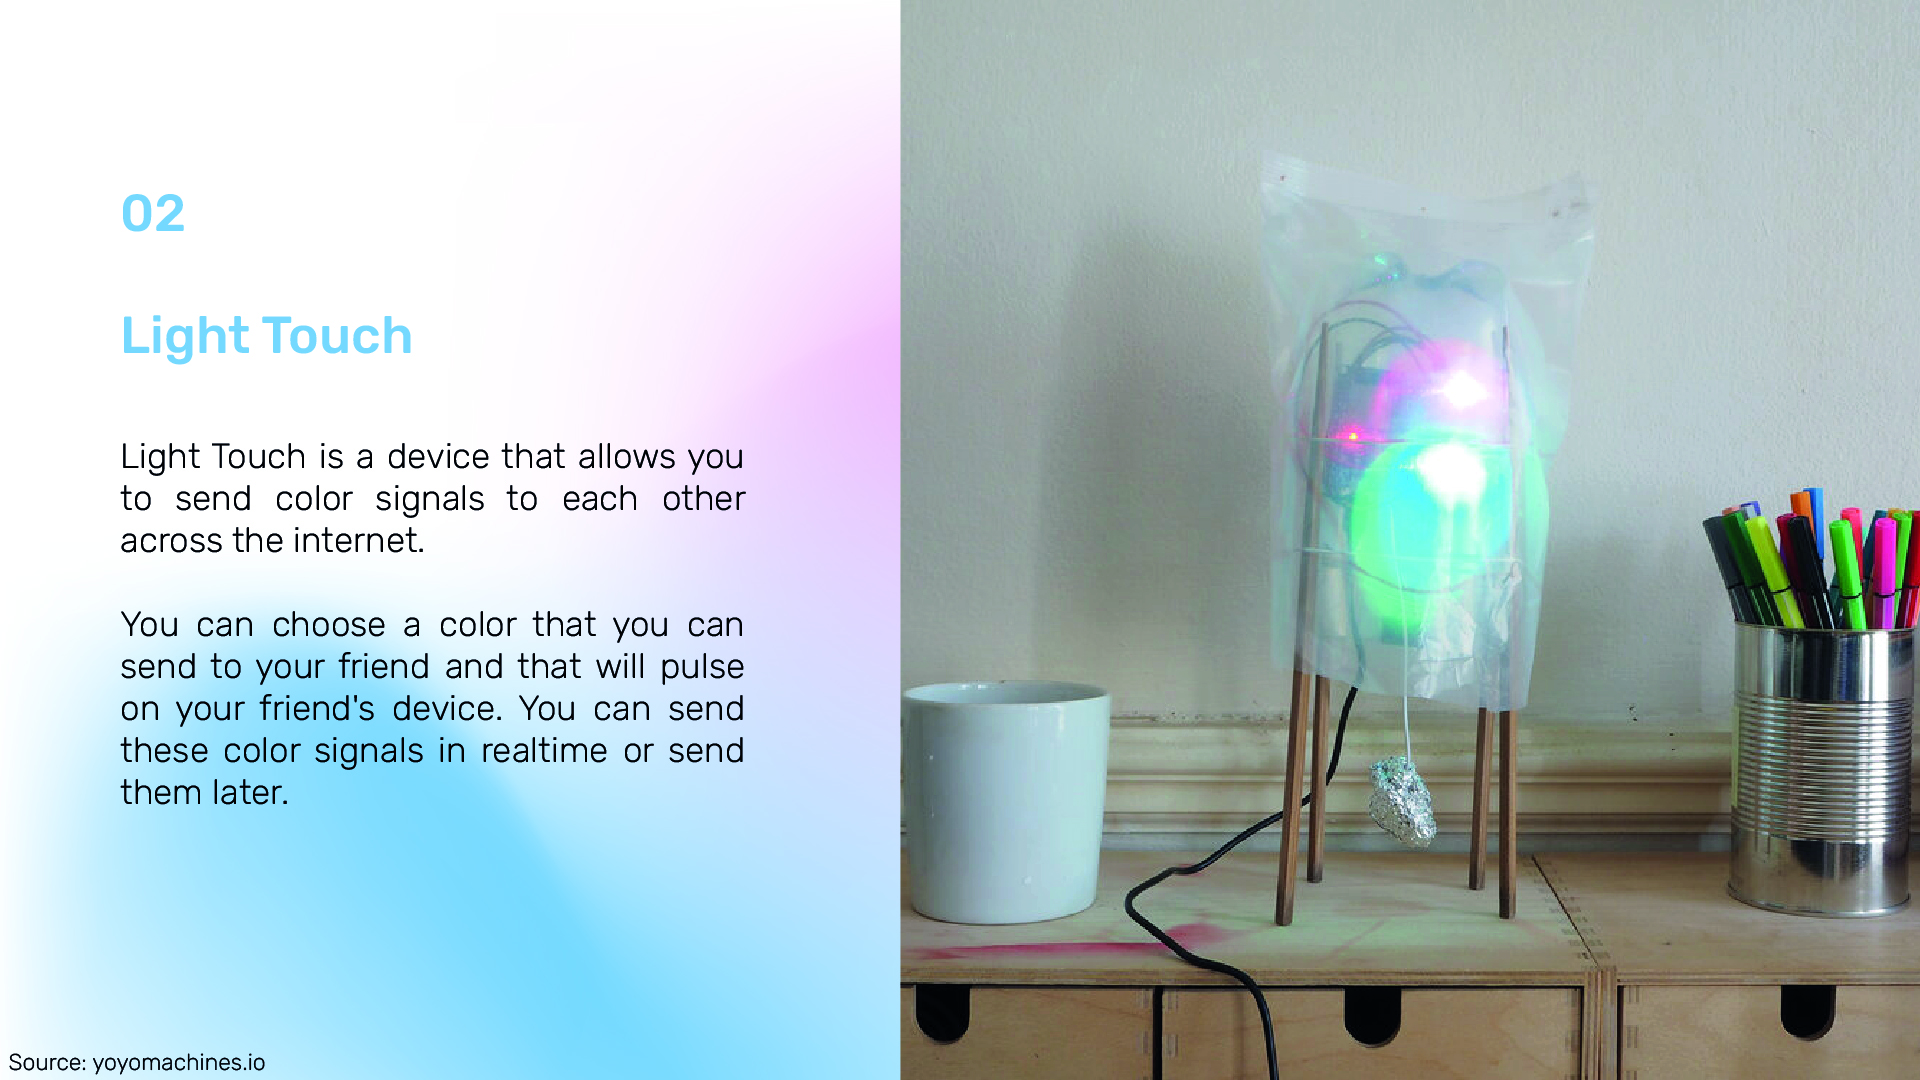 02
Light Touch
Light Touch is a device that allows you
to send color signals to each other
across the internet.
You can choose a color that you can
send to your friend and that will pulse
on your friend's device. You can send
these color signals in realtime or send
them later.
Source: yoyomachines.io